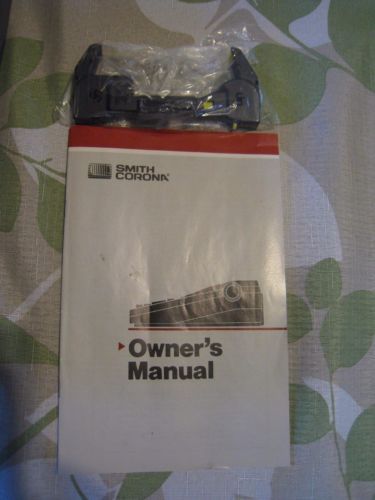 SMITH
CORONA®
Owner's
Manual